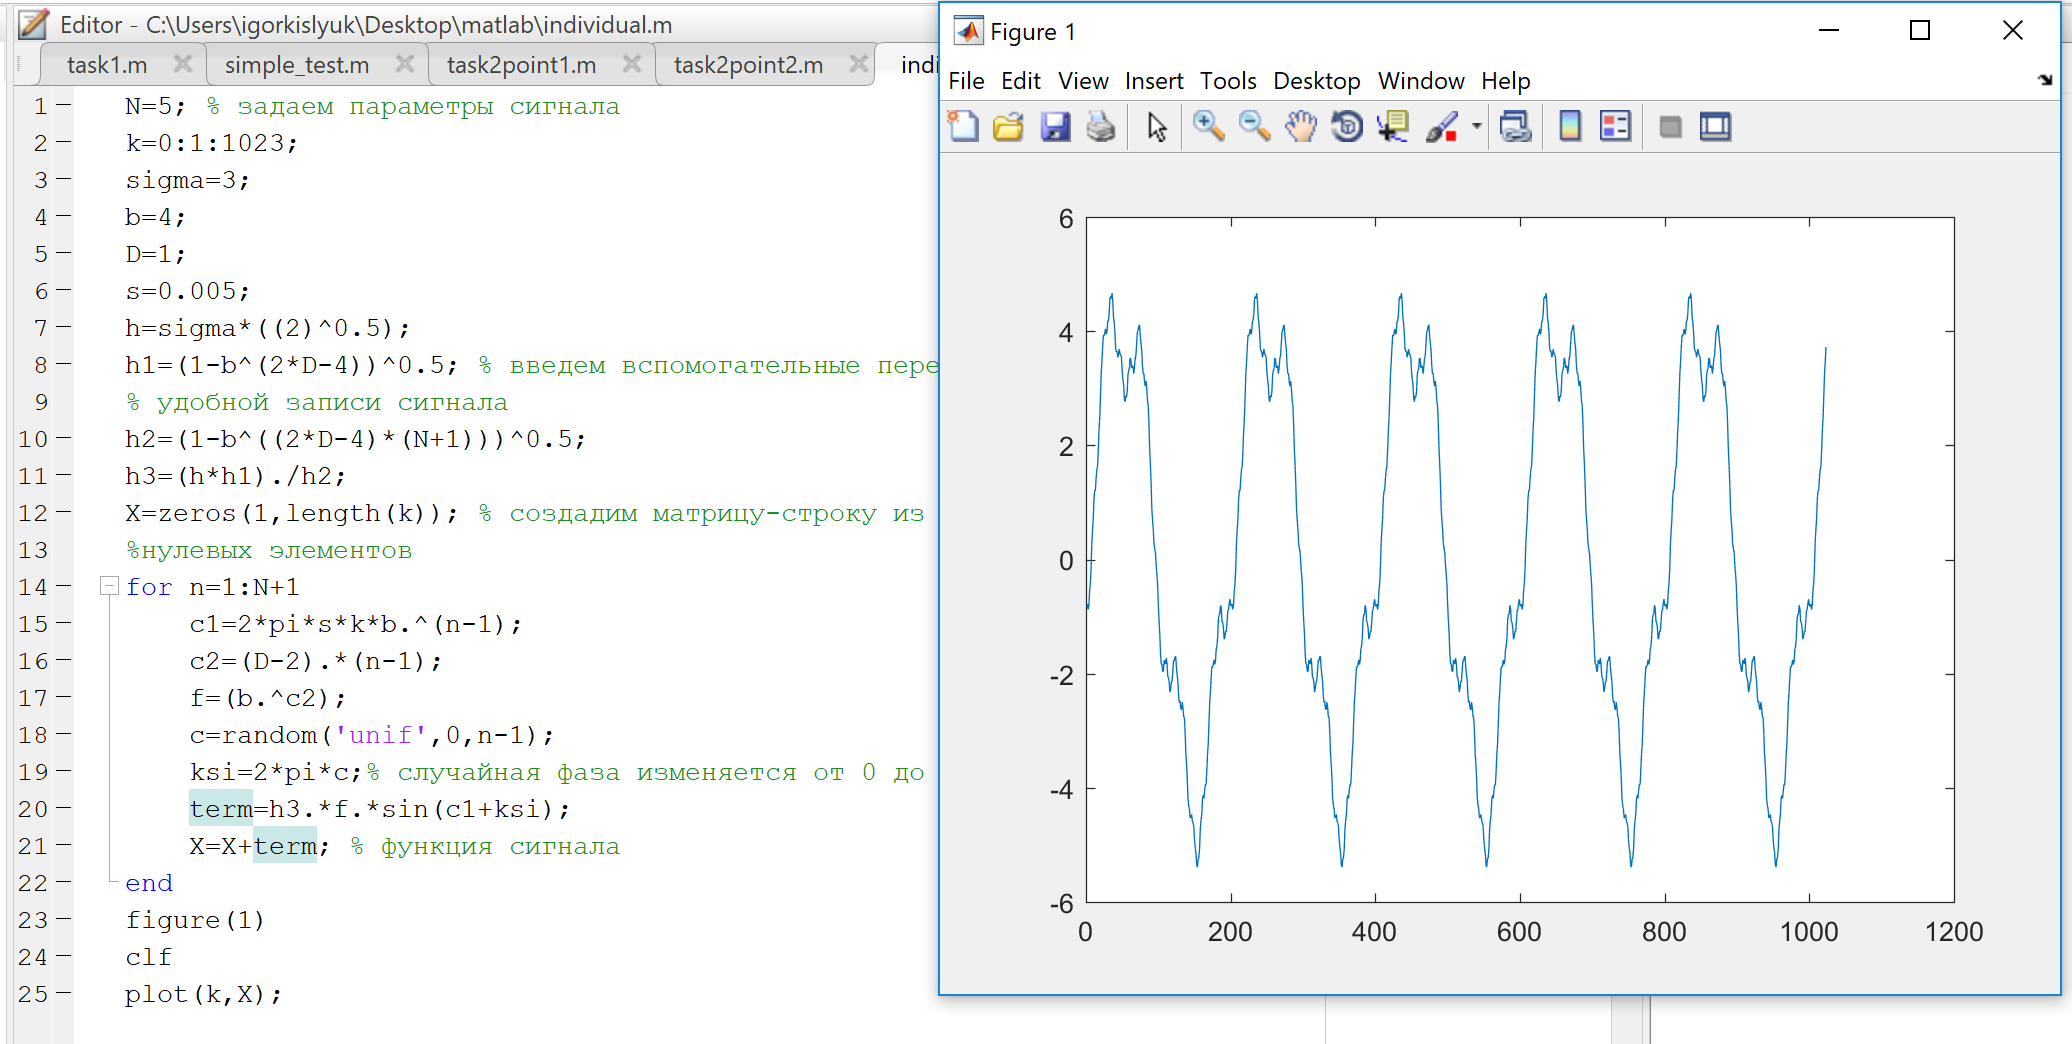 Editor - C:\Users\igorkislyuk\Desktop\matlab\individual.m
task1.m
simple_test.m
task2point1.m
task2point2.m
1 N=5; % задаем параметры сигнала
2 k=0:1:1023;
3 sigma=3;
4 b=4;
5 D=1;
6 s=0.005;
7 h=sigma*((2)^0.5);
8 h1=(1-b^(2*D-4))^0.5; % введем вспомогательные
9 % удобной записи сигнала
10 h2=(1-b^((2*D-4)*(N+1)))^0.5;
11 h3=(h*h1)./h2;
12 X=zeros(1,length(k)); % создадим матрицу-строку из
13 %нулевых элементов
14 for n=1:N+1
15 c1=2*pi*s*k*b.^(n-1);
16 c2=(D-2).*(n-1);
17 f=(b.^c2);
18 c=random('unif',0,n-1);
19 ksi=2*pi*c;% случайная фаза изменяется от 0 до
20 term=h3.*f.*sin(c1+ksi);
21 X=X+term; % функция сигнала
22 end
23 figure(1)
24 clf
25 plot(k,X);
Figure 1
File Edit View Insert Tools Desktop Window Help
6
4
2
0
-2
-4
-6
0 200 400 600 800 1000 1200